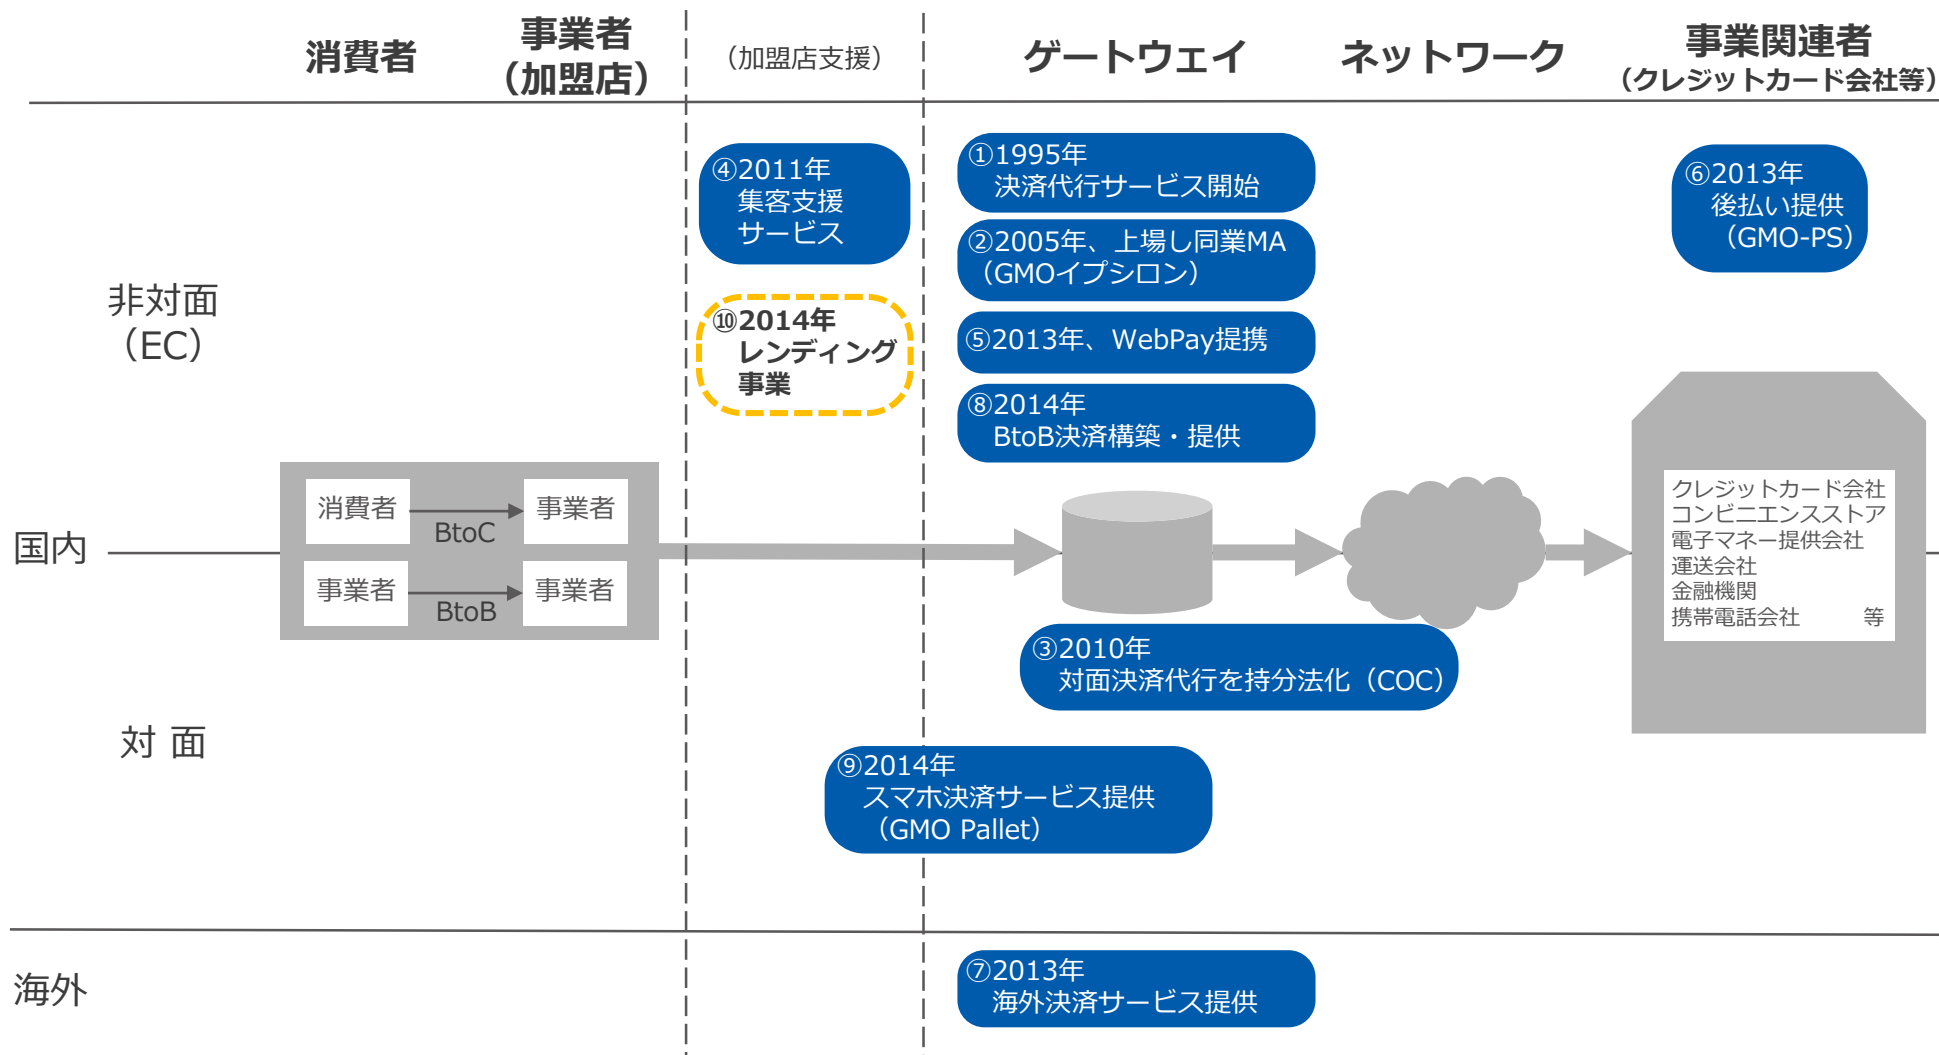 消費者
事業者
（加盟店）
（加盟店支援）
ゲートウェイ
ネットワーク
事業関連者
（クレジットカード会社等）
非対面
（EC）
④2011年
集客支援
サービス
⑩2014年
レンディング
事業
①1995年
決済代行サービス開始
②2005年、上場し同業MA
（GMOイプシロン）
⑤2013年、WebPay提携
⑧2014年
BtoB決済構築・提供
⑥2013年
後払い提供
（GMO-PS）
国内
消費者
BtoC
事業者
事業者
BtoB
事業者
クレジットカード会社
コンビニエンスストア
電子マネー提供会社
運送会社
金融機関
携帯電話会社　　　等
③2010年
対面決済代行を持分法化（COC）
対 面
⑨2014年
スマホ決済サービス提供
（GMO Pallet）
海外
⑦2013年
海外決済サービス提供